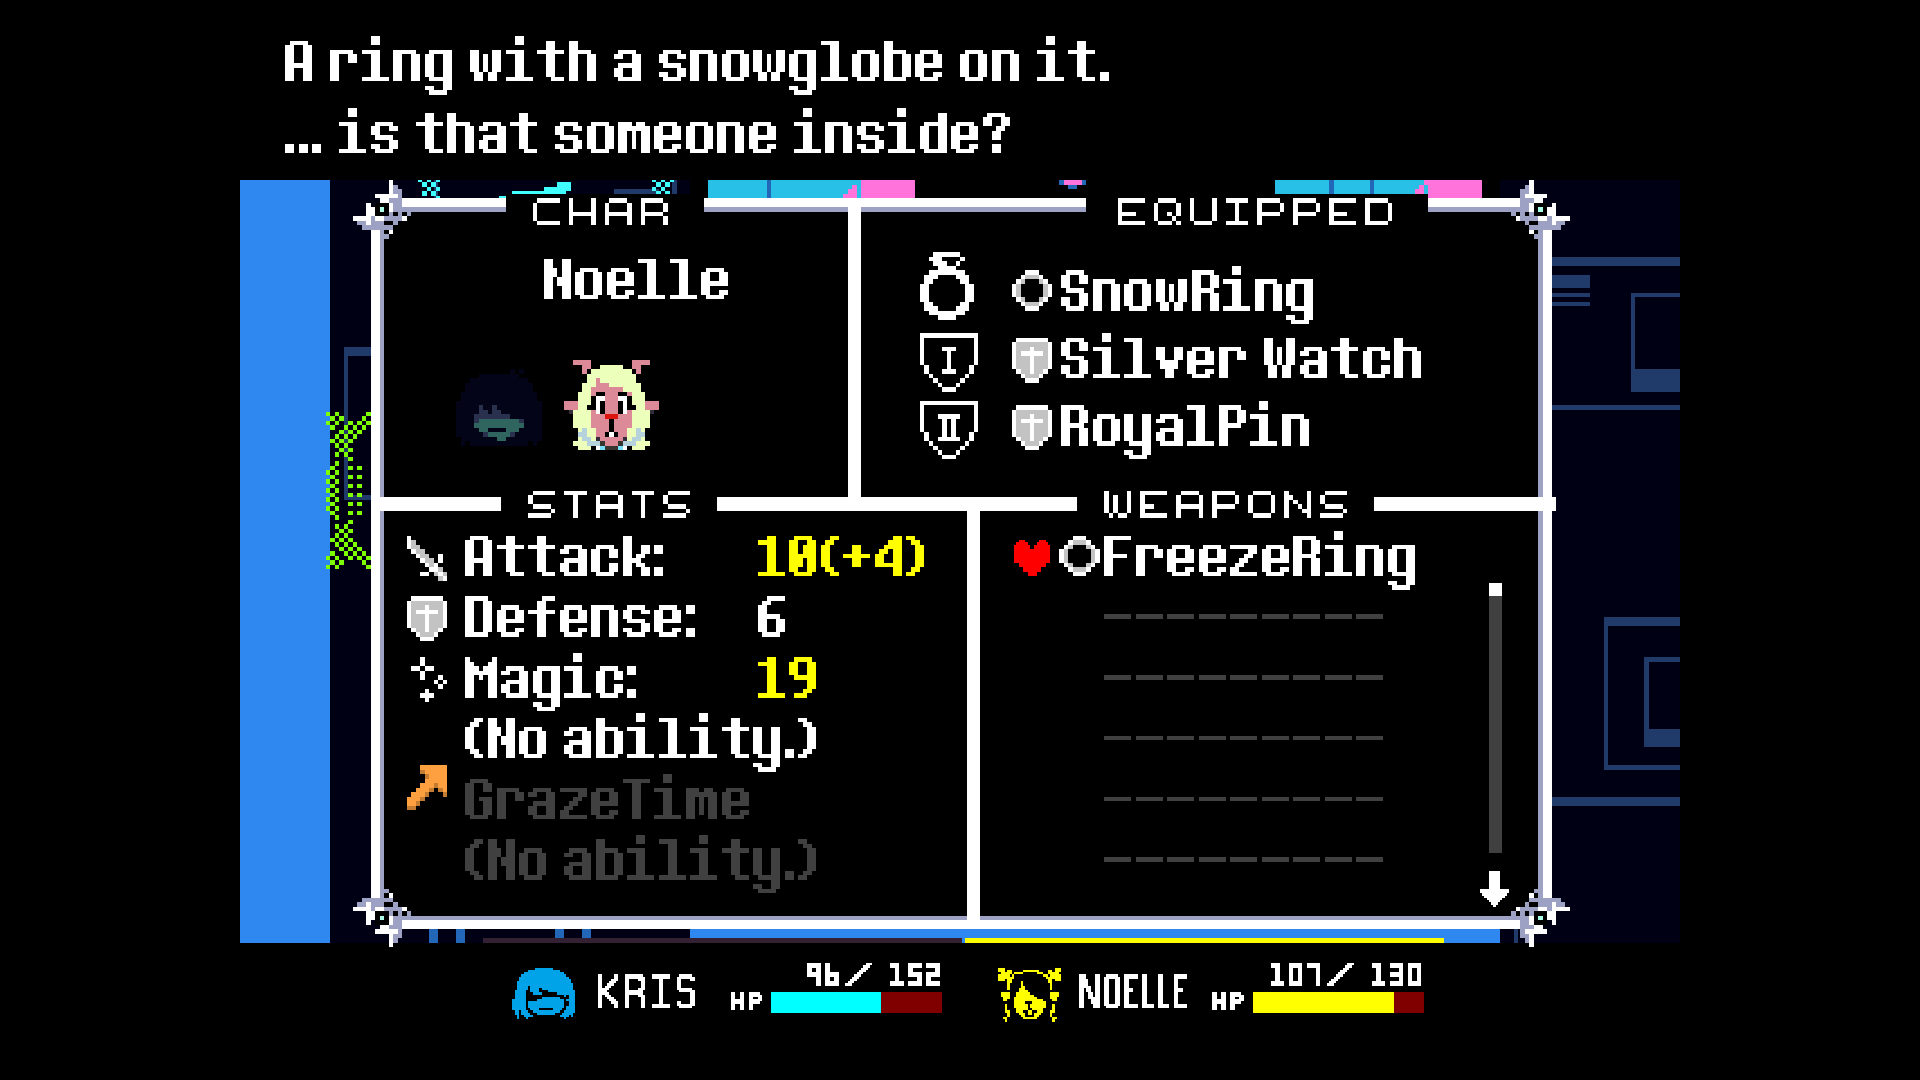 A ring with a snowglobe on it.
... is that someone inside?
CHAR
EQUIPPED
Noelle
SnowRing
I
Silver Watch
II
RoyalPin
STATS
WEAPONS
Attack: 10(+4)
FreezeRing
Defense: 6
---------
Magic: 19
---------
(No ability.)
---------
GrazeTime
---------
(No ability.)
---------
KRIS HP 96/ 152
NOELLE HP 107/ 130